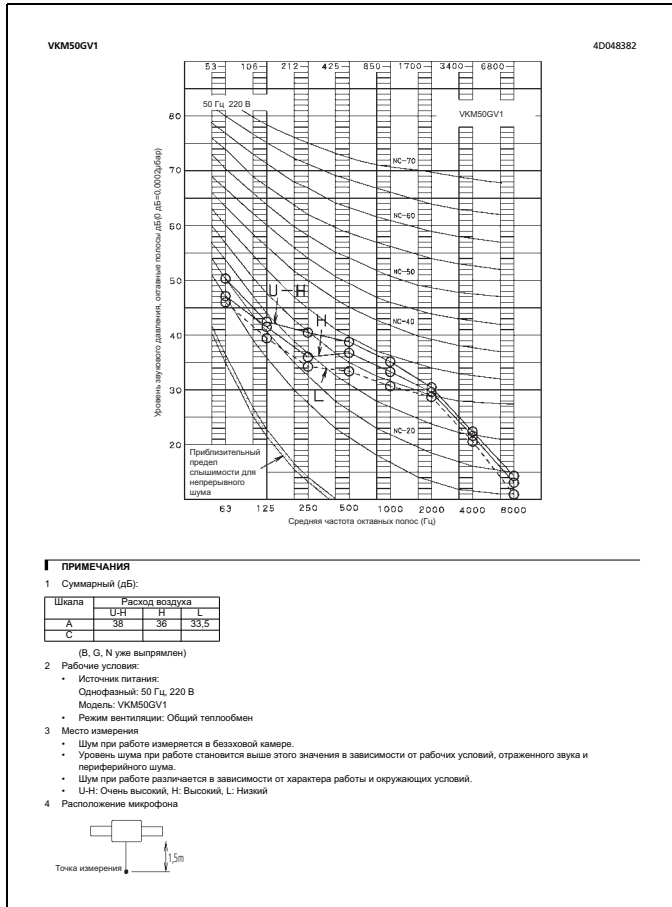 VKM50GV1
4D048382
53 106 212 425 850 1700 3400 6800
50 Гц 220 В
VKM50GV1
80
70
60
50
40
30
20
Уровень звукового давления, октавные полосы дБ(0 дБ=0,0002μбар)
NC-70
NC-60
NC-50
NC-40
NC-20
U-H
H
L
Приблизительный
предел
слышимости для
непрерывного
шума
63 125 250 500 1000 2000 4000 8000
Средняя частота октавных полос (Гц)
ПРИМЕЧАНИЯ
1 Суммарный (дБ):
Шкала Расход воздуха
U-H H L
A 38 36 33,5
C
(B, G, N уже выпрямлен)
2 Рабочие условия:
• Источник питания:
Однофазный: 50 Гц, 220 В
Модель: VKM50GV1
• Режим вентиляции: Общий теплообмен
3 Место измерения
• Шум при работе измеряется в безэховой камере.
• Уровень шума при работе становится выше этого значения в зависимости от рабочих условий, отраженного звука и
периферийного шума.
• Шум при работе различается в зависимости от характера работы и окружающих условий.
• U-H: Очень высокий, H: Высокий, L: Низкий
4 Расположение микрофона
1,5m
Точка измерения